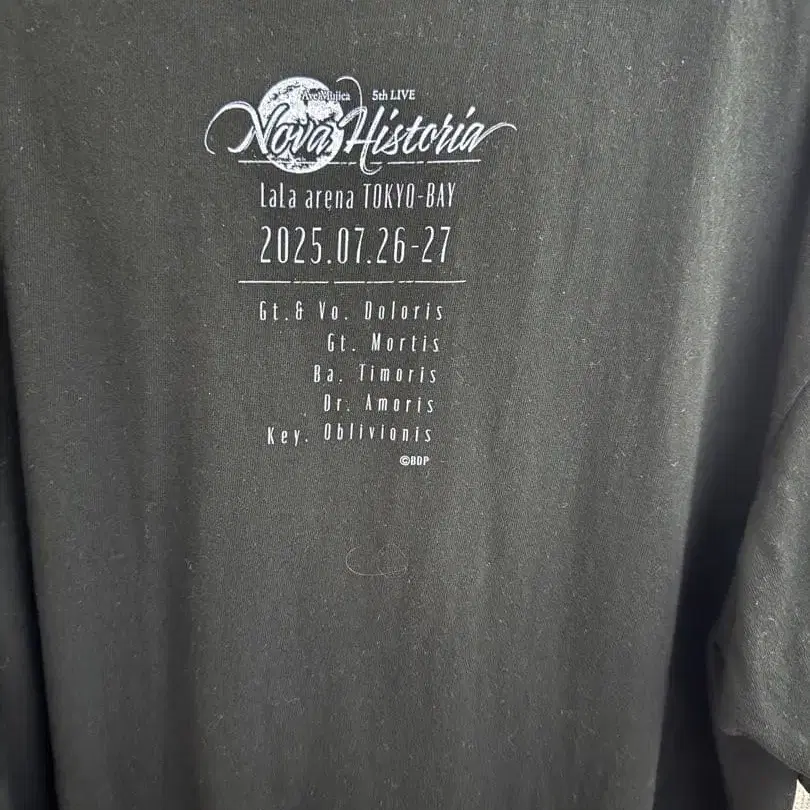 Ave Mujica 5th LIVE
Nova Historia
LaLa arena TOKYO-BAY
2025.07.26-27
Gt.& Vo. Doloris
Gt. Mortis
Ba. Timoris
Dr. Amoris
Key. Oblivionis
©BDP